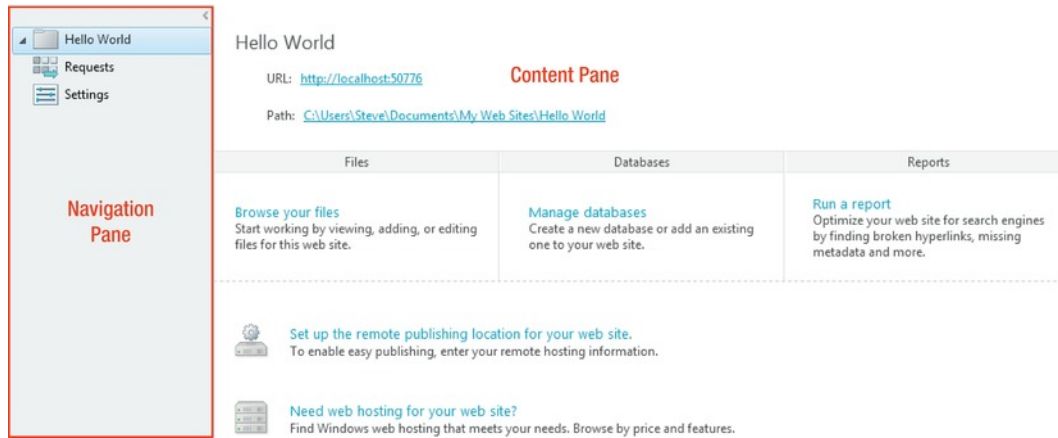 Hello World
Requests
Settings
Navigation
Pane
Hello World
URL: http://localhost:50776
Content Pane
Path: C:\Users\Steve\Documents\My Web Sites\Hello World
Files
Databases
Reports
Browse your files
Start working by viewing, adding, or editing
files for this web site.
Manage databases
Create a new database or add an existing
one to your web site.
Run a report
Optimize your web site for search engines
by finding broken hyperlinks, missing
metadata and more.
Set up the remote publishing location for your web site.
To enable easy publishing, enter your remote hosting information.
Need web hosting for your web site?
Find Windows web hosting that meets your needs. Browse by price and features.